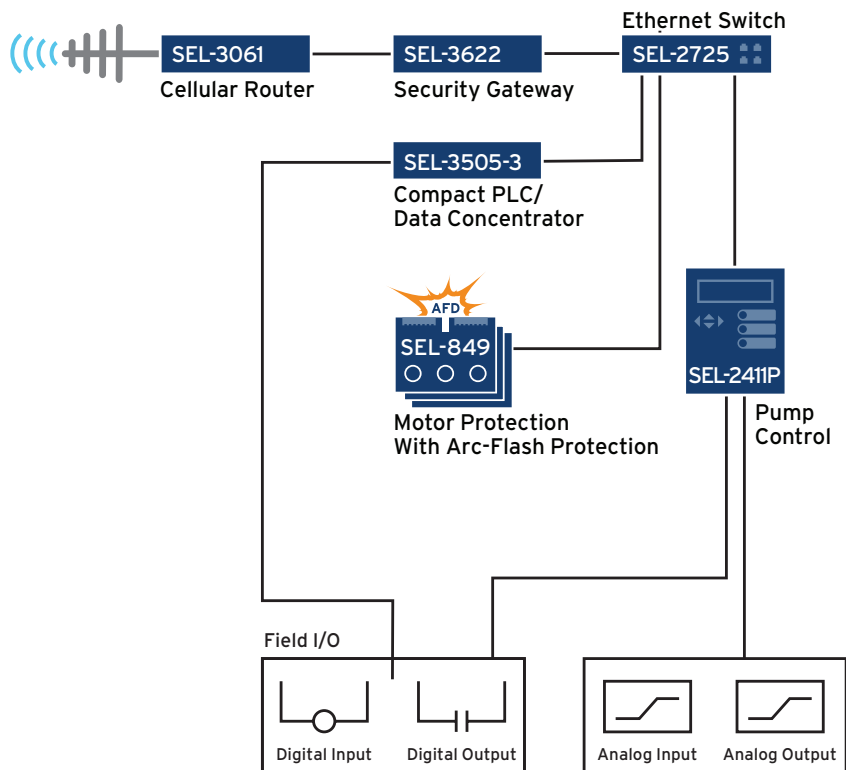 Ethernet Switch
SEL-3061
SEL-3622
SEL-2725
Cellular Router
Security Gateway
SEL-3505-3
Compact PLC/
Data Concentrator
AFD
SEL-849
Motor Protection
With Arc-Flash Protection
SEL-2411P
Pump
Control
Field I/O
Digital Input
Digital Output
Analog Input
Analog Output